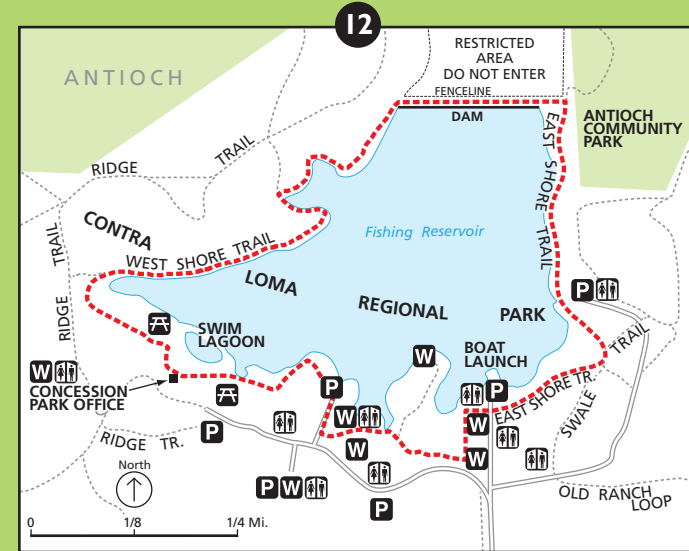 12
ANTIOCH
RESTRICTED
AREA
DO NOT ENTER
FENCELINE
DAM
ANTIOCH
COMMUNITY
PARK
EAST SHORE TRAIL
RIDGE TRAIL
CONTRA
LOMA
REGIONAL
PARK
Fishing Reservoir
WEST SHORE TRAIL
RIDGE TRAIL
P
SWIM
LAGOON
W
BOAT
LAUNCH
W
CONCESSION
PARK OFFICE
P
P
EAST SHORE TR.
SWALE TRAIL
W
W
P
RIDGE TR.
W
W
North
P W
P
OLD RANCH
LOOP
0 1/8 1/4 Mi.